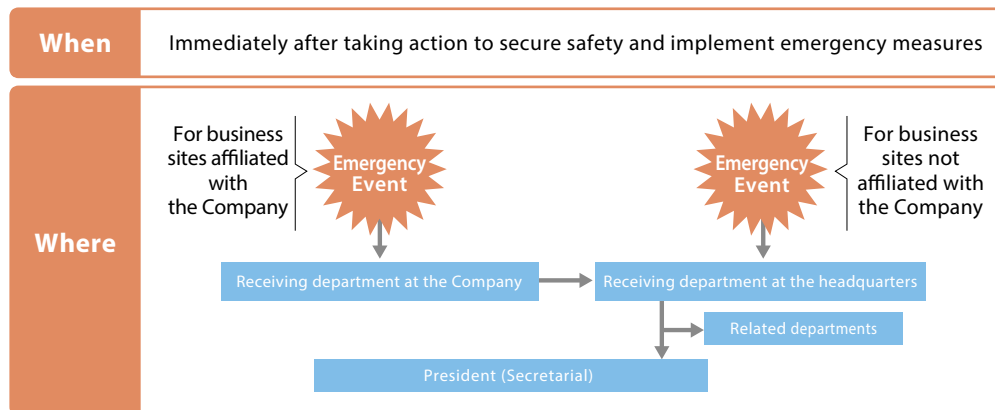 When
Immediately after taking action to secure safety and implement emergency measures
Where
For business
sites affiliated
with
the Company
Emergency
Event
Emergency
Event
For business
sites not
affiliated with
the Company
Receiving department at the Company
Receiving department at the headquarters
Related departments
President (Secretarial)